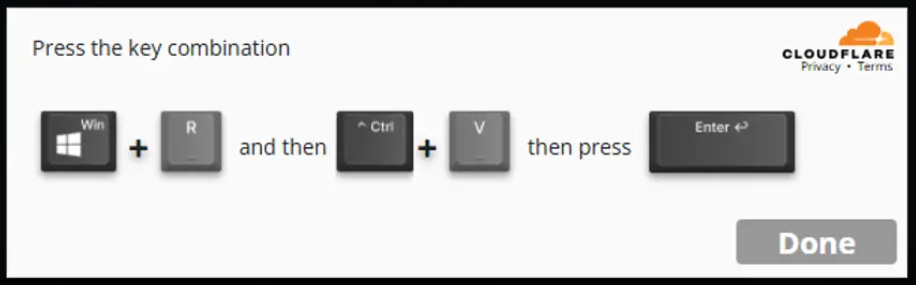 Press the key combination
CLOUDFLARE
Privacy • Terms
Win + R and then ^ Ctrl + V then press Enter ↵
Done